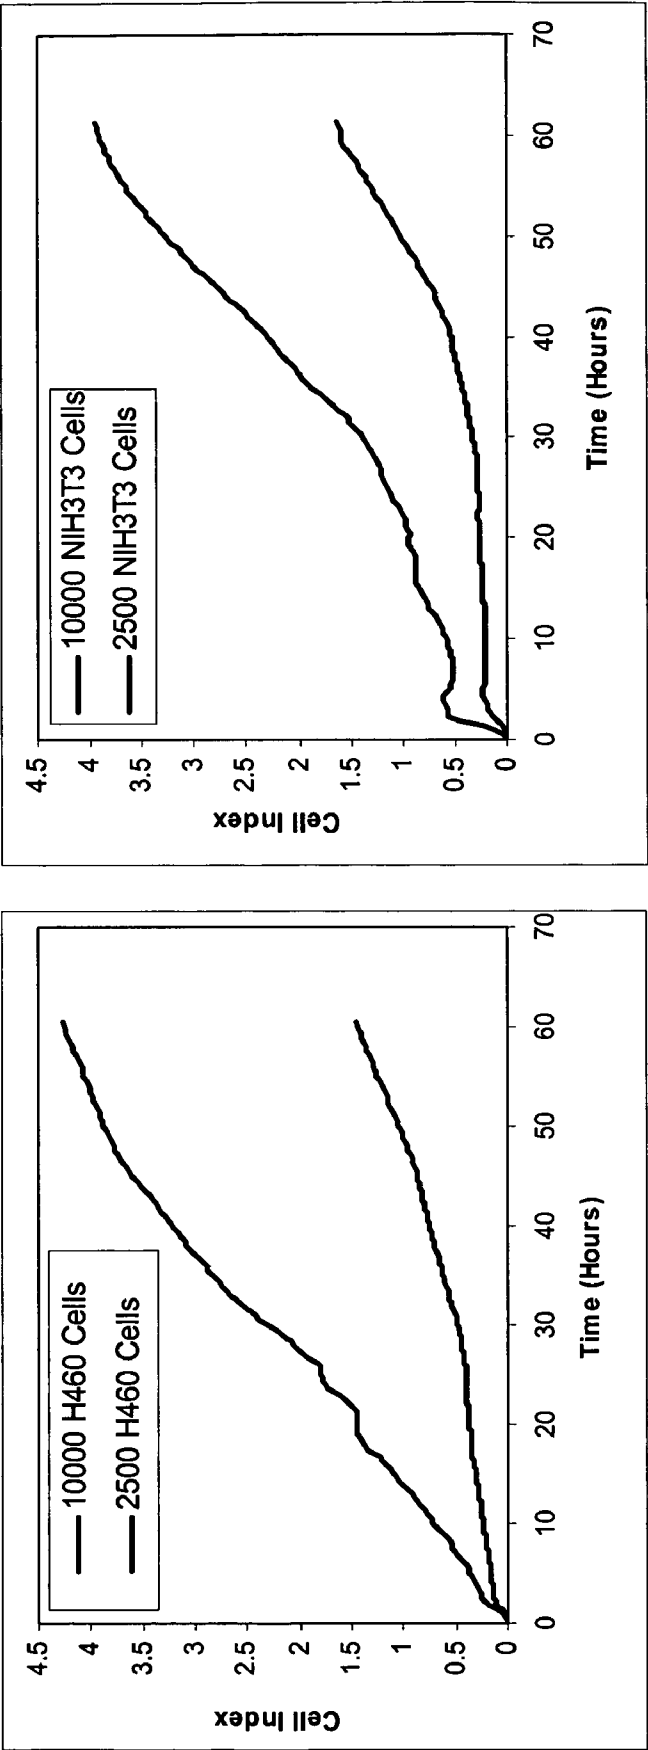 10000 H460 Cells
2500 H460 Cells
Cell Index
4.5
4
3.5
3
2.5
2
1.5
1
0.5
0
0 10 20 30 40 50 60 70
Time (Hours)
10000 NIH3T3 Cells
2500 NIH3T3 Cells
Cell Index
4.5
4
3.5
3
2.5
2
1.5
1
0.5
0
0 10 20 30 40 50 60 70
Time (Hours)